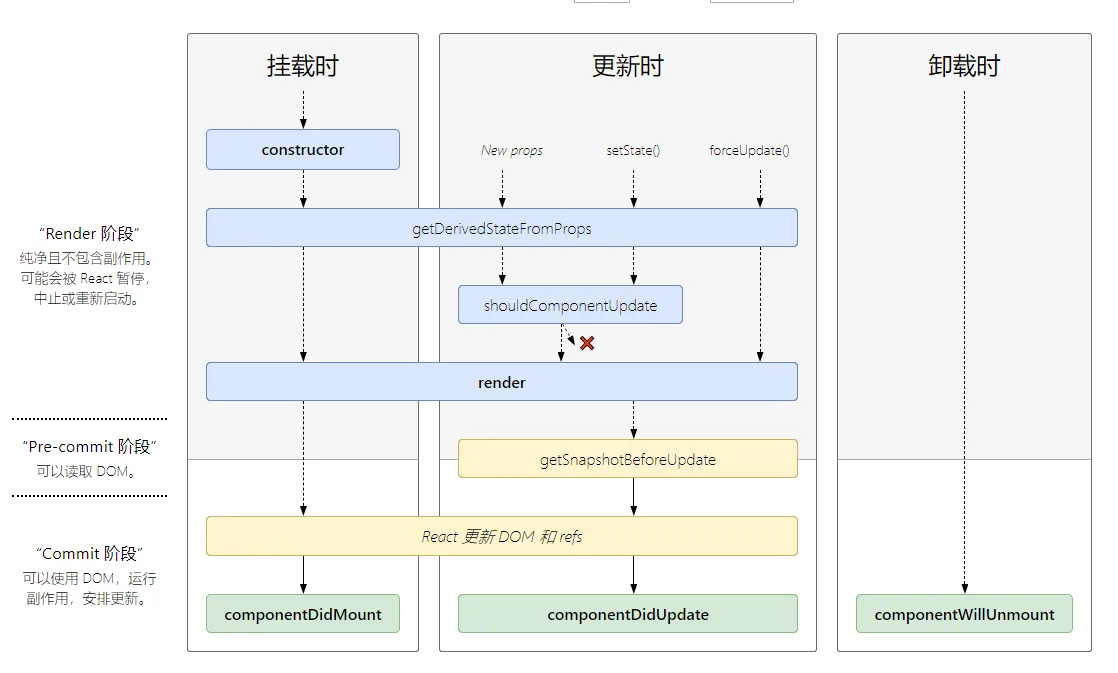 挂载时
更新时
卸载时
constructor
New props
setState()
forceUpdate()
getDerivedStateFromProps
“Render 阶段”
纯净且不包含副作用。
可能会被 React 暂停，
中止或重新启动。
shouldComponentUpdate
render
“Pre-commit 阶段”
可以读取 DOM。
getSnapshotBeforeUpdate
React 更新 DOM 和 refs
“Commit 阶段”
可以使用 DOM，运行
副作用，安排更新。
componentDidMount
componentDidUpdate
componentWillUnmount